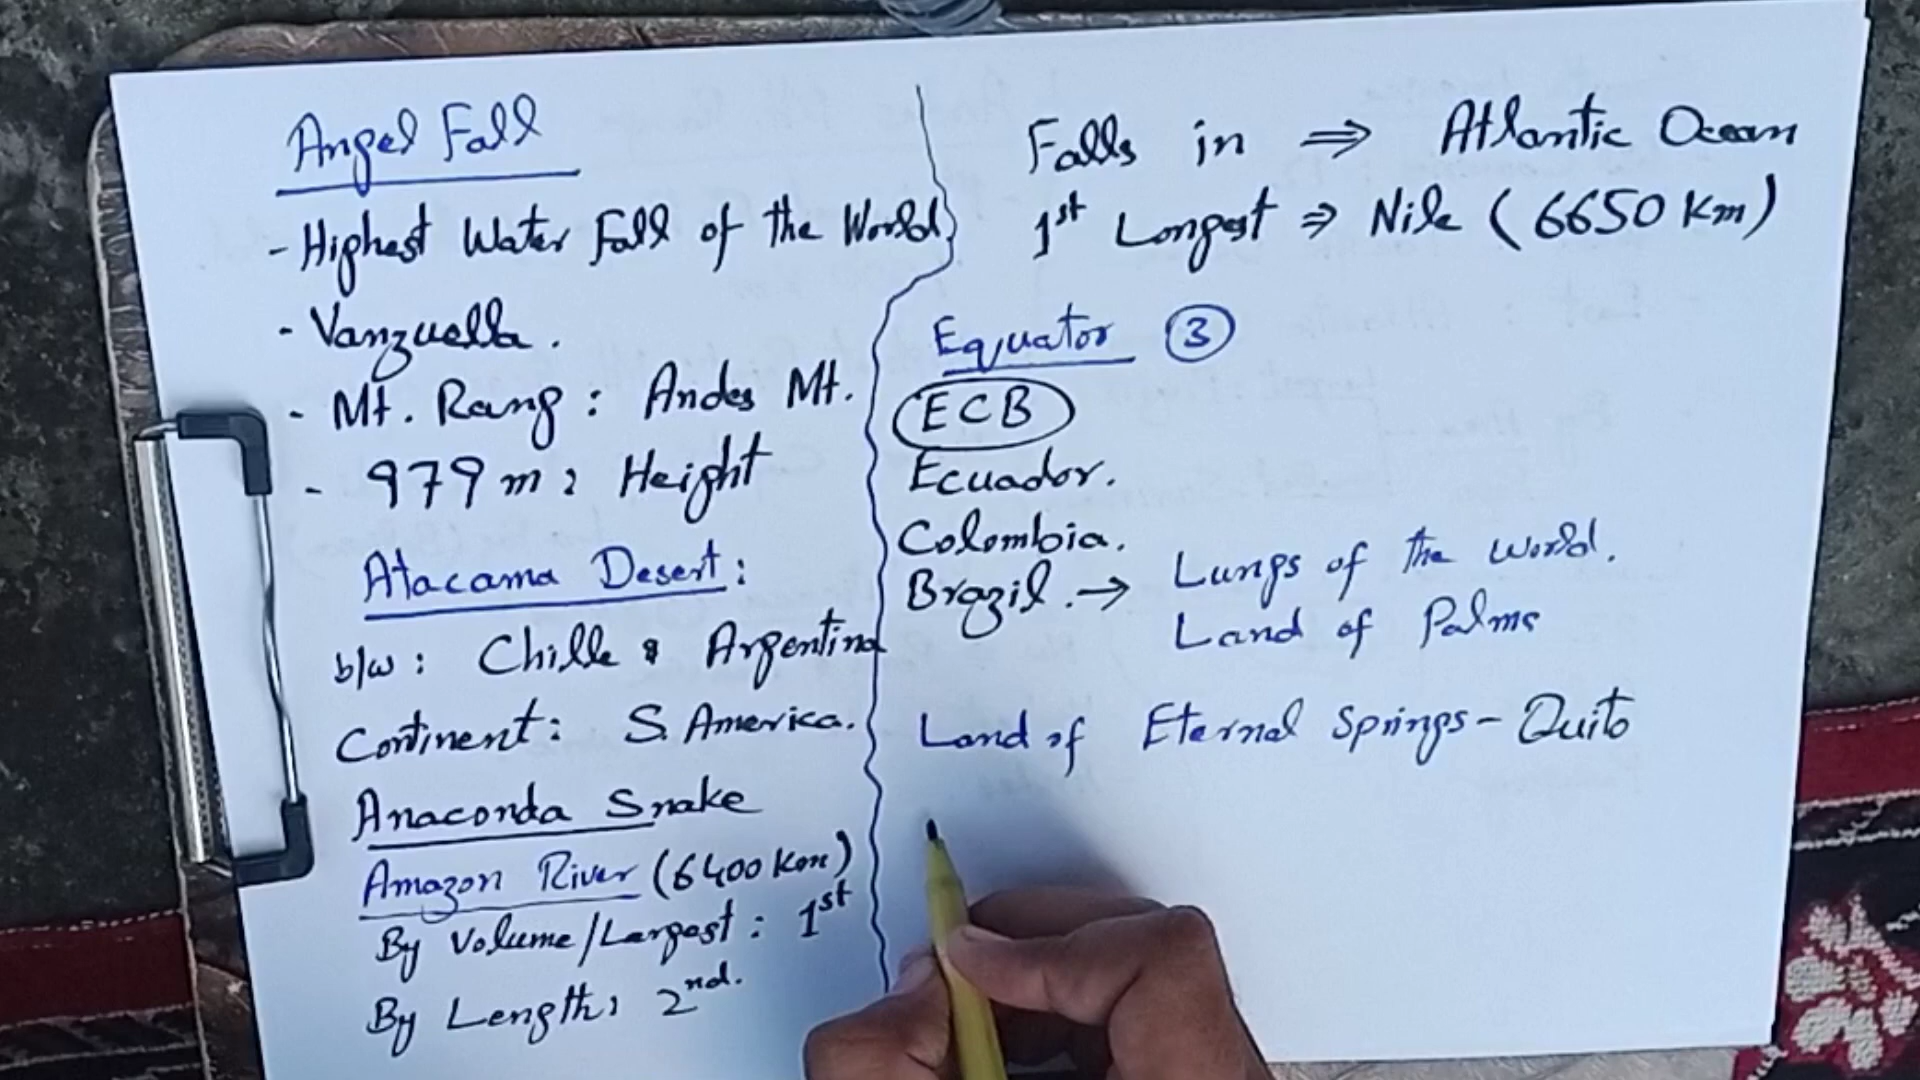 Angel Fall
- Highest Water Fall of the World
- Vanzuella.
- Mt. Rang : Andes Mt.
- 979 m : Height
Atacama Desert :
b/w : Chille & Argentina
Continent : S. America.
Anaconda Snake
Amazon River (6400 Km)
By Volume/Largest : 1st
By Length : 2nd.
Falls in ⇒ Atlantic Ocean
1st Longest ⇒ Nile (6650 Km)
Equator ③
ECB
Ecuador.
Colombia.
Brazil. → Lungs of the World.
Land of Palms
Land of Eternal Springs - Quito